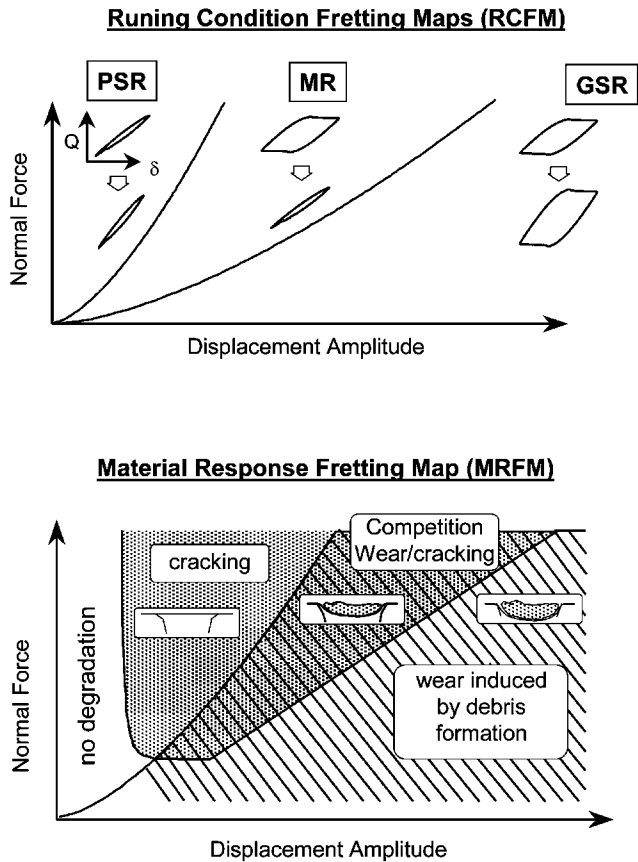 Runing Condition Fretting Maps (RCFM)
PSR
MR
GSR
Q
δ
Normal Force
Displacement Amplitude
Material Response Fretting Map (MRFM)
cracking
Competition
Wear/cracking
no degradation
wear induced
by debris
formation
Normal Force
Displacement Amplitude